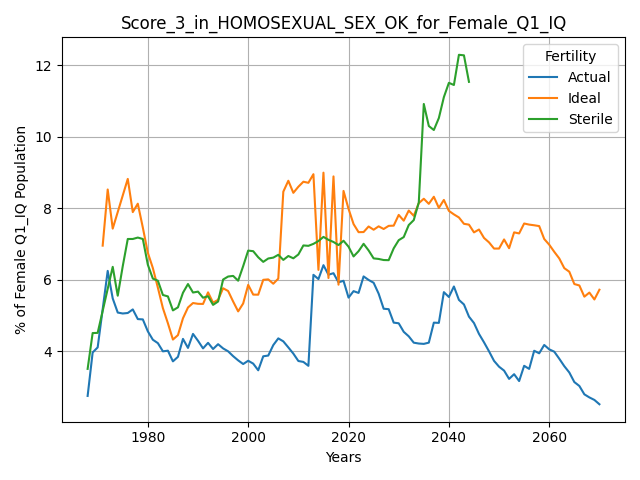 Score_3_in_HOMOSEXUAL_SEX_OK_for_Female_Q1_IQ
% of Female Q1_IQ Population
12
10
8
6
4
Fertility
Actual
Ideal
Sterile
1980
2000
2020
2040
2060
Years